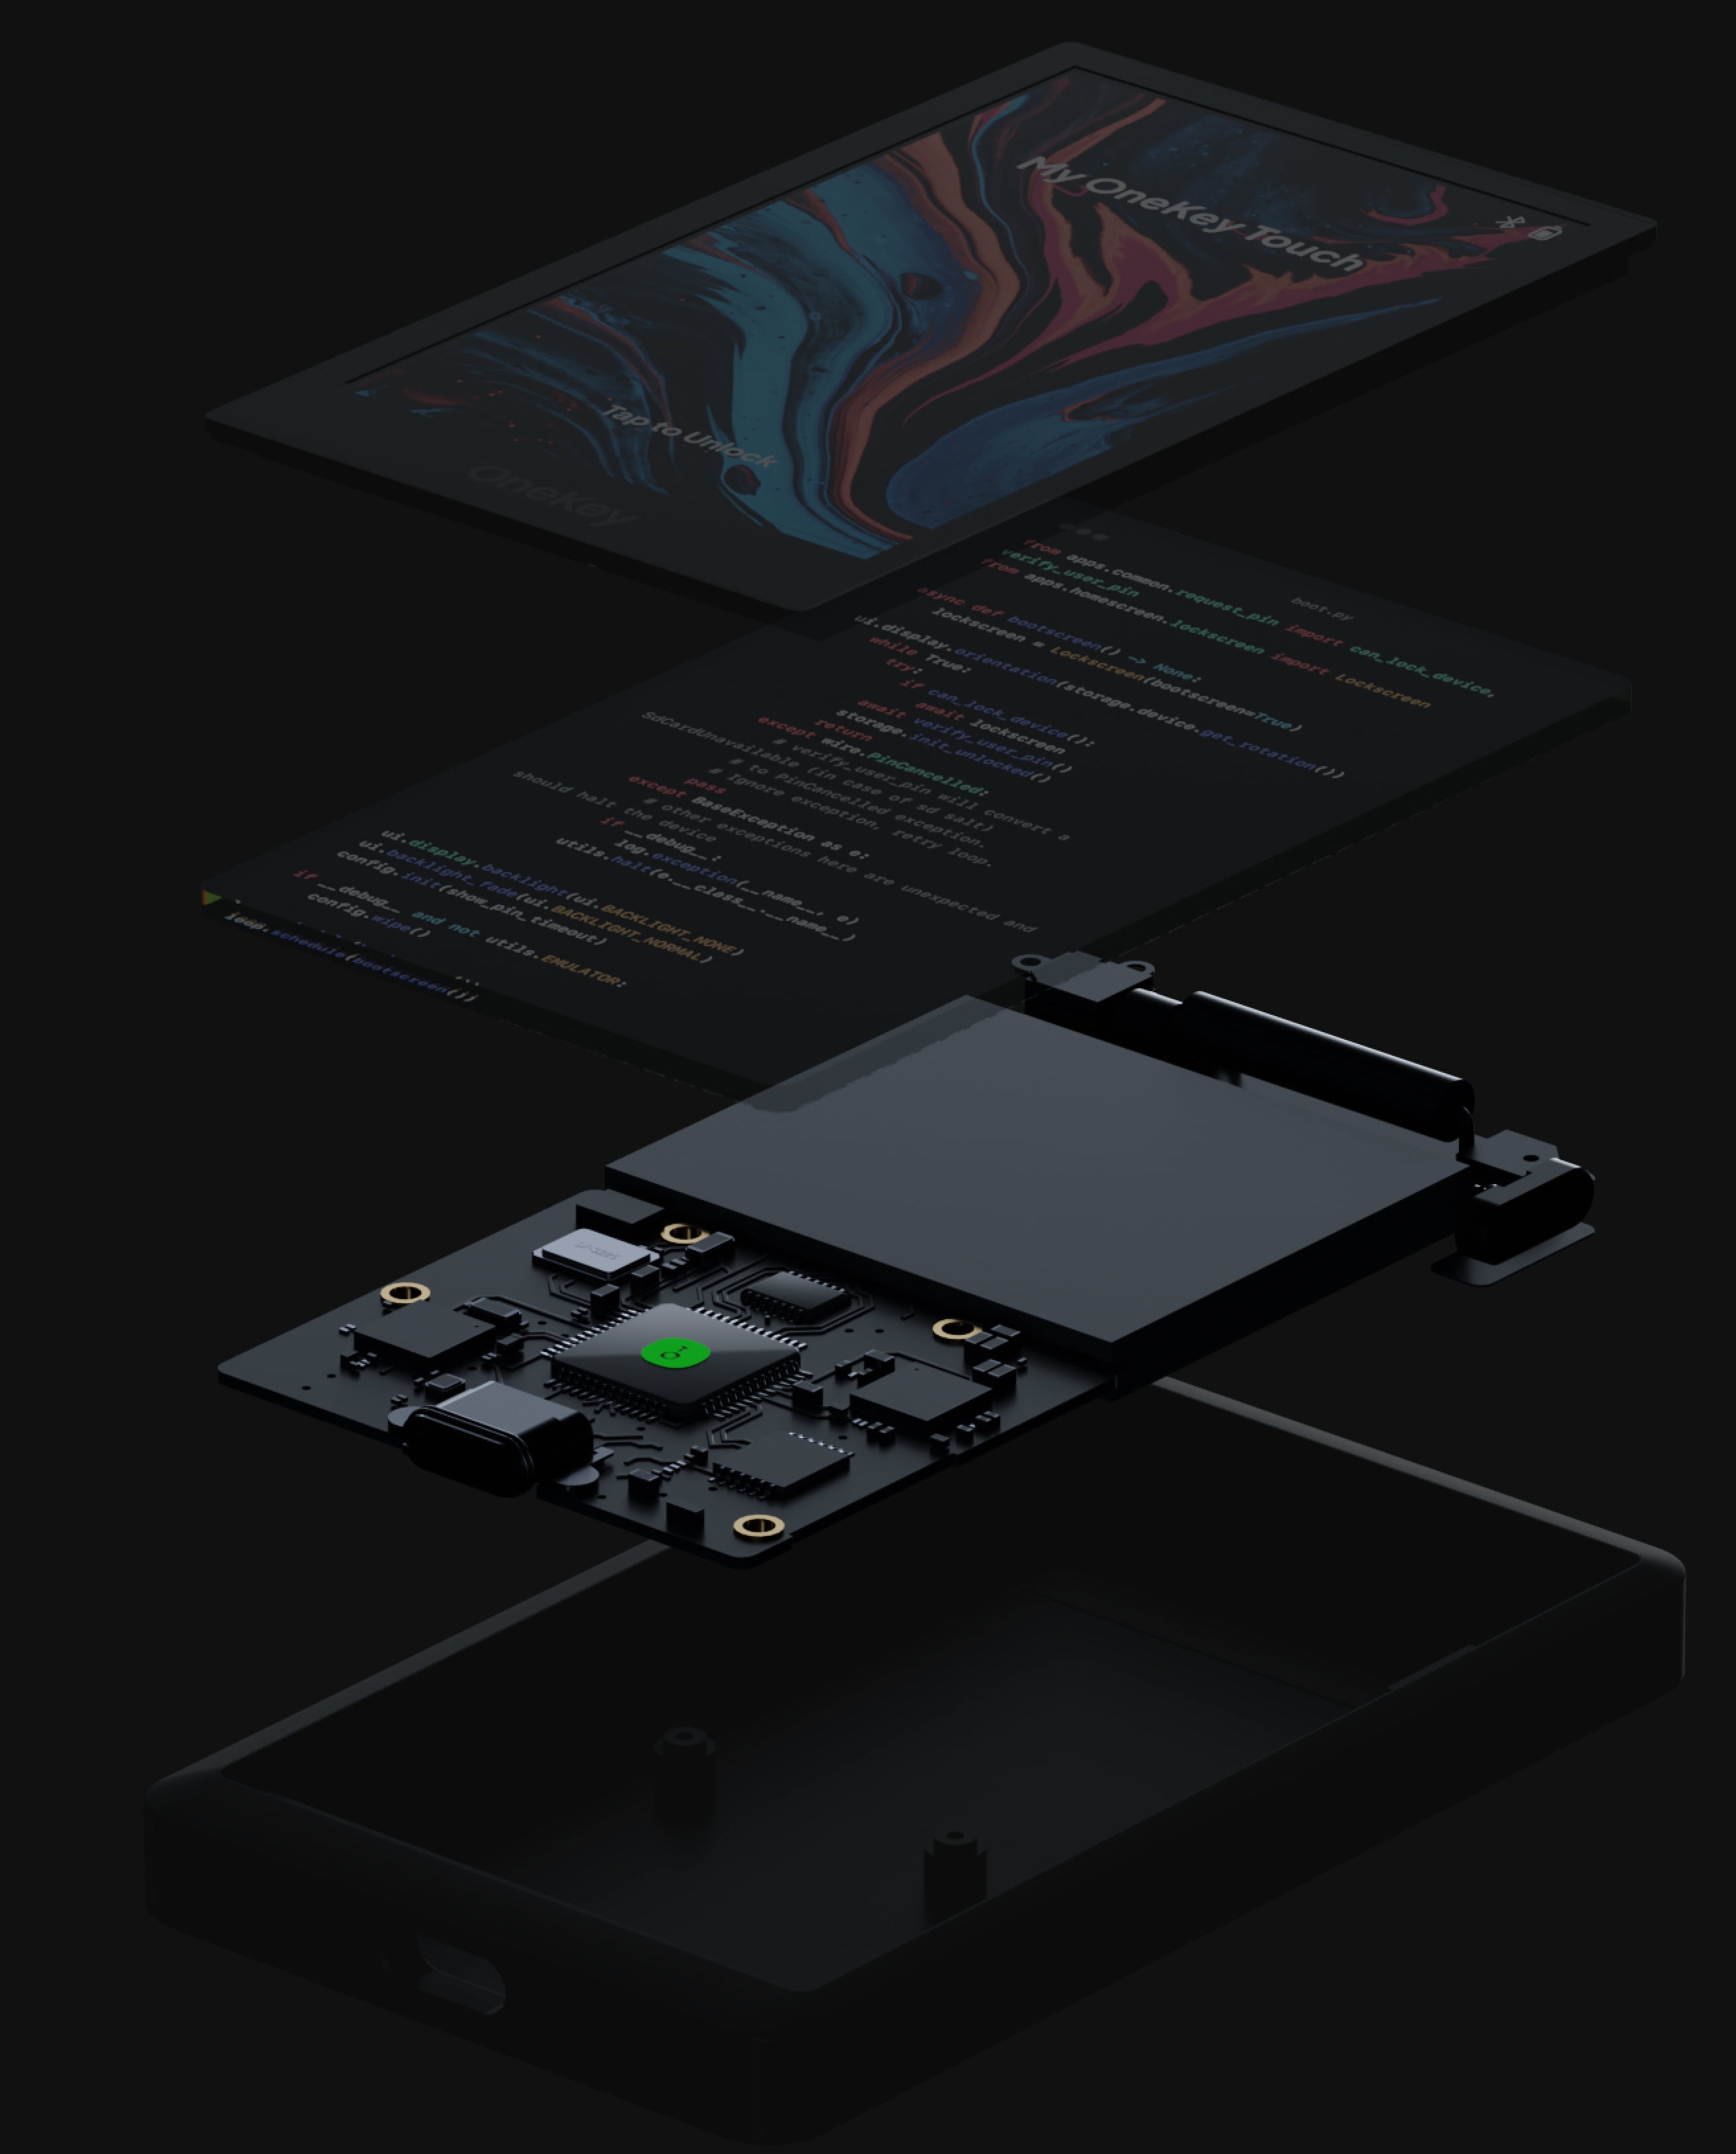 My OneKey Touch
Tap to Unlock
OneKey
boot.py
from apps.common.request_pin import can_lock_device,
verify_user_pin
from apps.homescreen.lockscreen import Lockscreen
async def bootscreen() -> None:
lockscreen = Lockscreen(bootscreen=True)
ui.display.orientation(storage.device.get_rotation())
while True:
try:
if can_lock_device():
await lockscreen
await verify_user_pin()
storage.init_unlocked()
return
except wire.PinCancelled:
# verify_user_pin will convert a
SdCardUnavailable (in case of sd salt)
# to PinCancelled exception.
# Ignore exception, retry loop.
pass
except BaseException as e:
# other exceptions here are unexpected and
should halt the device
if __debug__:
log.exception(__name__, e)
utils.halt(e.__class__.__name__)
ui.display.backlight(ui.BACKLIGHT_NONE)
ui.backlight_fade(ui.BACKLIGHT_NORMAL)
config.init(show_pin_timeout)
if __debug__ and not utils.EMULATOR:
config.wipe()
loop.schedule(bootscreen())